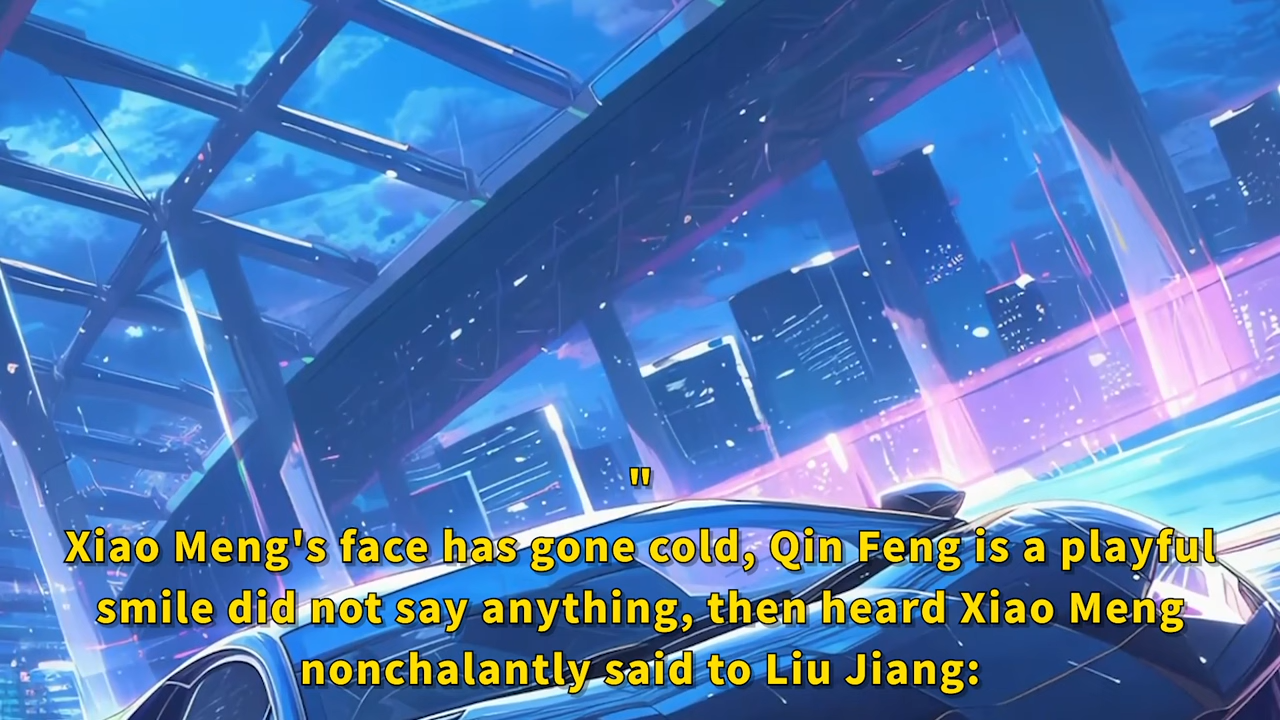 "
Xiao Meng's face has gone cold, Qin Feng is a playful
smile did not say anything, then heard Xiao Meng
nonchalantly said to Liu Jiang: